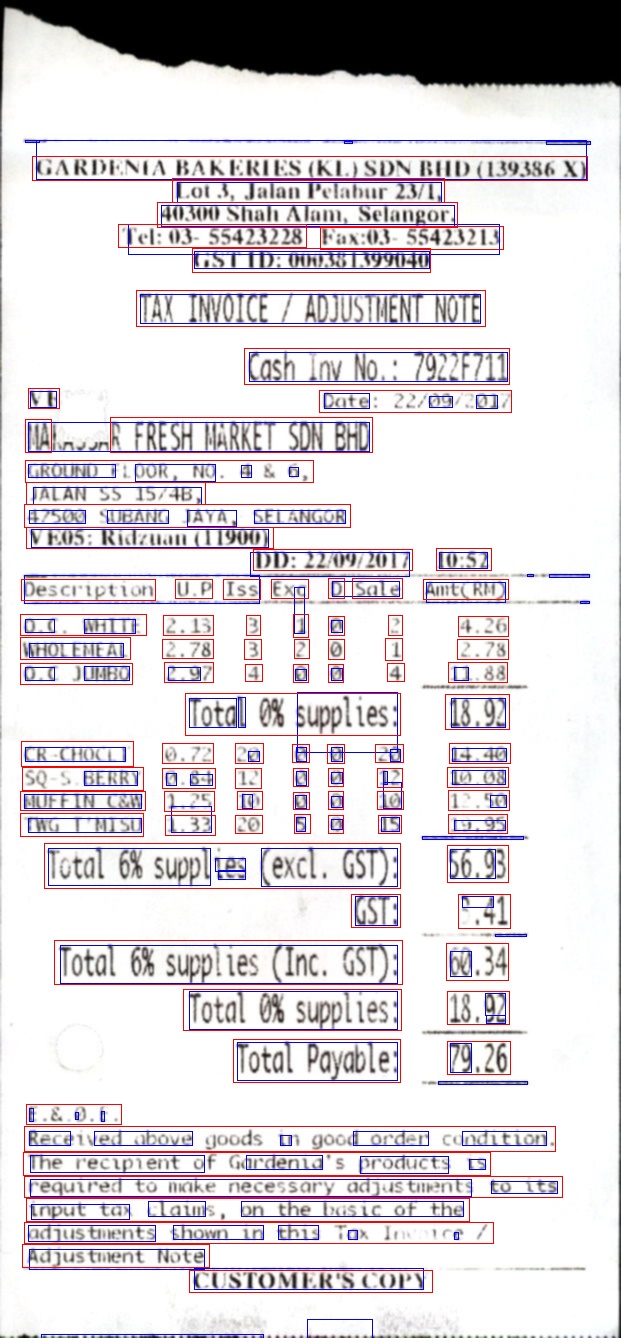 GARDENIA BAKERIES (KL) SDN BHD (139386 X)
Lot 3, Jalan Pelabur 23/1,
40300 Shah Alam, Selangor.
Tel: 03- 55423228 Fax:03- 55423213
GST ID: 000381399040
TAX INVOICE / ADJUSTMENT NOTE
Cash Inv No.: 7922F711
VE
Date: 22/09/2017
MAKASSAR FRESH MARKET SDN BHD
GROUND FLOOR, NO. 4 & 6,
JALAN SS 15/4B,
47500 SUBANG JAYA, SELANGOR
VE05: Ridzuan (11900)
DD: 22/09/2017 10:52
Description U.P Iss Exc D Sale Amt(RM)
O.C. WHITE 2.13 3 1 0 2 4.26
WHOLEMEAL 2.78 3 2 0 1 2.78
O.C JUMBO 2.97 4 0 0 4 11.88
Total 0% supplies: 18.92
CR-CHOCLT 0.72 20 0 0 20 14.40
SQ-S.BERRY 0.84 12 0 0 12 10.08
MUFFIN C&W 1.25 10 0 0 10 12.50
TWG T'MISU 1.33 20 5 0 15 19.95
Total 6% supplies (excl. GST): 56.93
GST: 3.41
Total 6% supplies (Inc. GST): 60.34
Total 0% supplies: 18.92
Total Payable: 79.26
E.&.O.E.
Received above goods in good order condition.
The recipient of Gardenia's products is
required to make necessary adjustments to its
input tax claims, on the basic of the
adjustments shown in this Tax Invoice /
Adjustment Note
CUSTOMER'S COPY